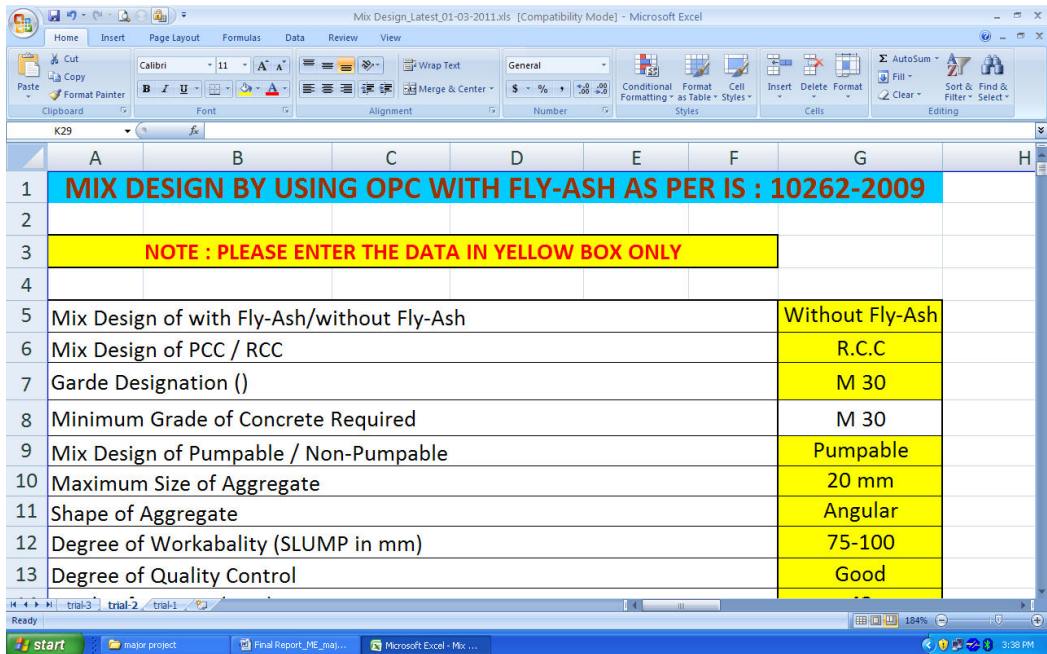 Mix Design_Latest_01-03-2011.xls [Compatibility Mode] - Microsoft Excel
Home Insert Page Layout Formulas Data Review View
Paste
Cut
Copy
Format Painter
Clipboard
Calibri 11
B I U
Font
Wrap Text
Merge & Center
Alignment
General
$ % ,
Number
Conditional Formatting
Format as Table
Cell Styles
Styles
Insert Delete Format
Cells
Σ AutoSum
Fill
Clear
Sort & Filter
Find & Select
Editing
K29 fx
A B C D E F G H
1 MIX DESIGN BY USING OPC WITH FLY-ASH AS PER IS : 10262-2009
2
3 NOTE : PLEASE ENTER THE DATA IN YELLOW BOX ONLY
4
5 Mix Design of with Fly-Ash/without Fly-Ash Without Fly-Ash
6 Mix Design of PCC / RCC R.C.C
7 Garde Designation () M 30
8 Minimum Grade of Concrete Required M 30
9 Mix Design of Pumpable / Non-Pumpable Pumpable
10 Maximum Size of Aggregate 20 mm
11 Shape of Aggregate Angular
12 Degree of Workabality (SLUMP in mm) 75-100
13 Degree of Quality Control Good
trial-3 trial-2 trial-1
Ready 184%
start major project Final Report_ME_maj... Microsoft Excel - Mix ... 3:38 PM